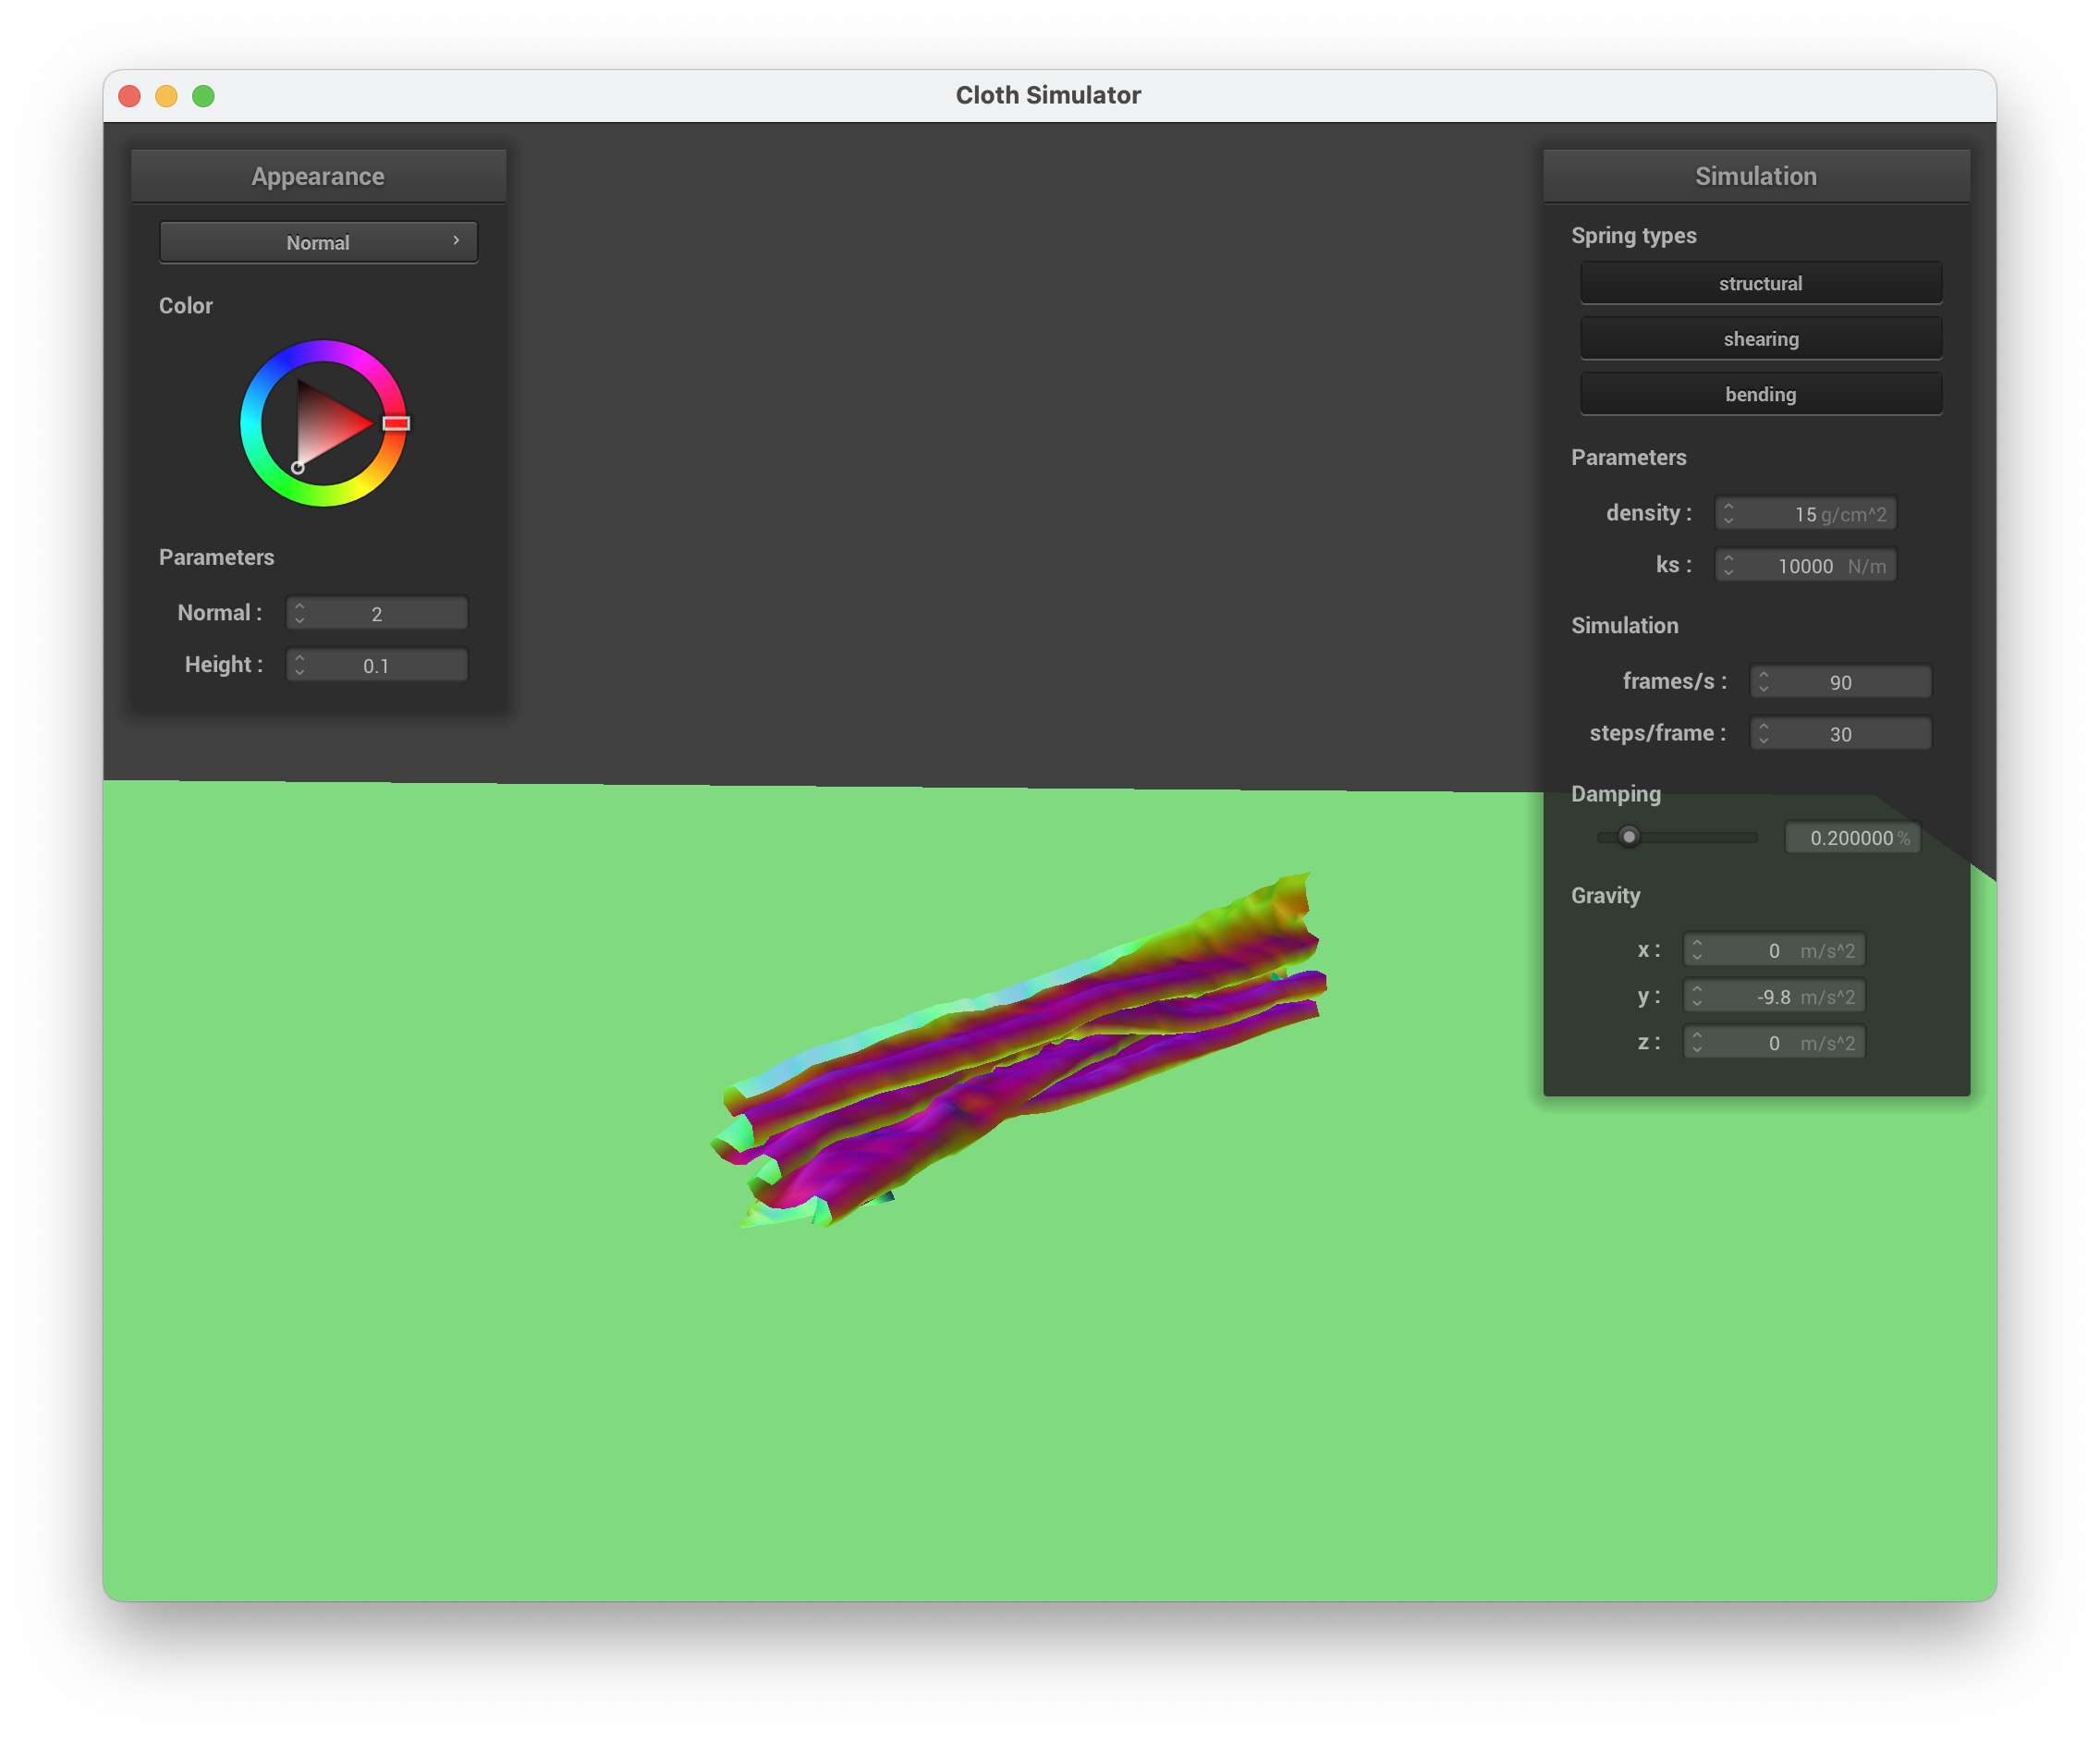 Cloth Simulator
Appearance
Normal
Color
Parameters
Normal : 2
Height : 0.1
Simulation
Spring types
structural
shearing
bending
Parameters
density : 15 g/cm^2
ks : 10000 N/m
Simulation
frames/s : 90
steps/frame : 30
Damping
0.200000 %
Gravity
x : 0 m/s^2
y : -9.8 m/s^2
z : 0 m/s^2